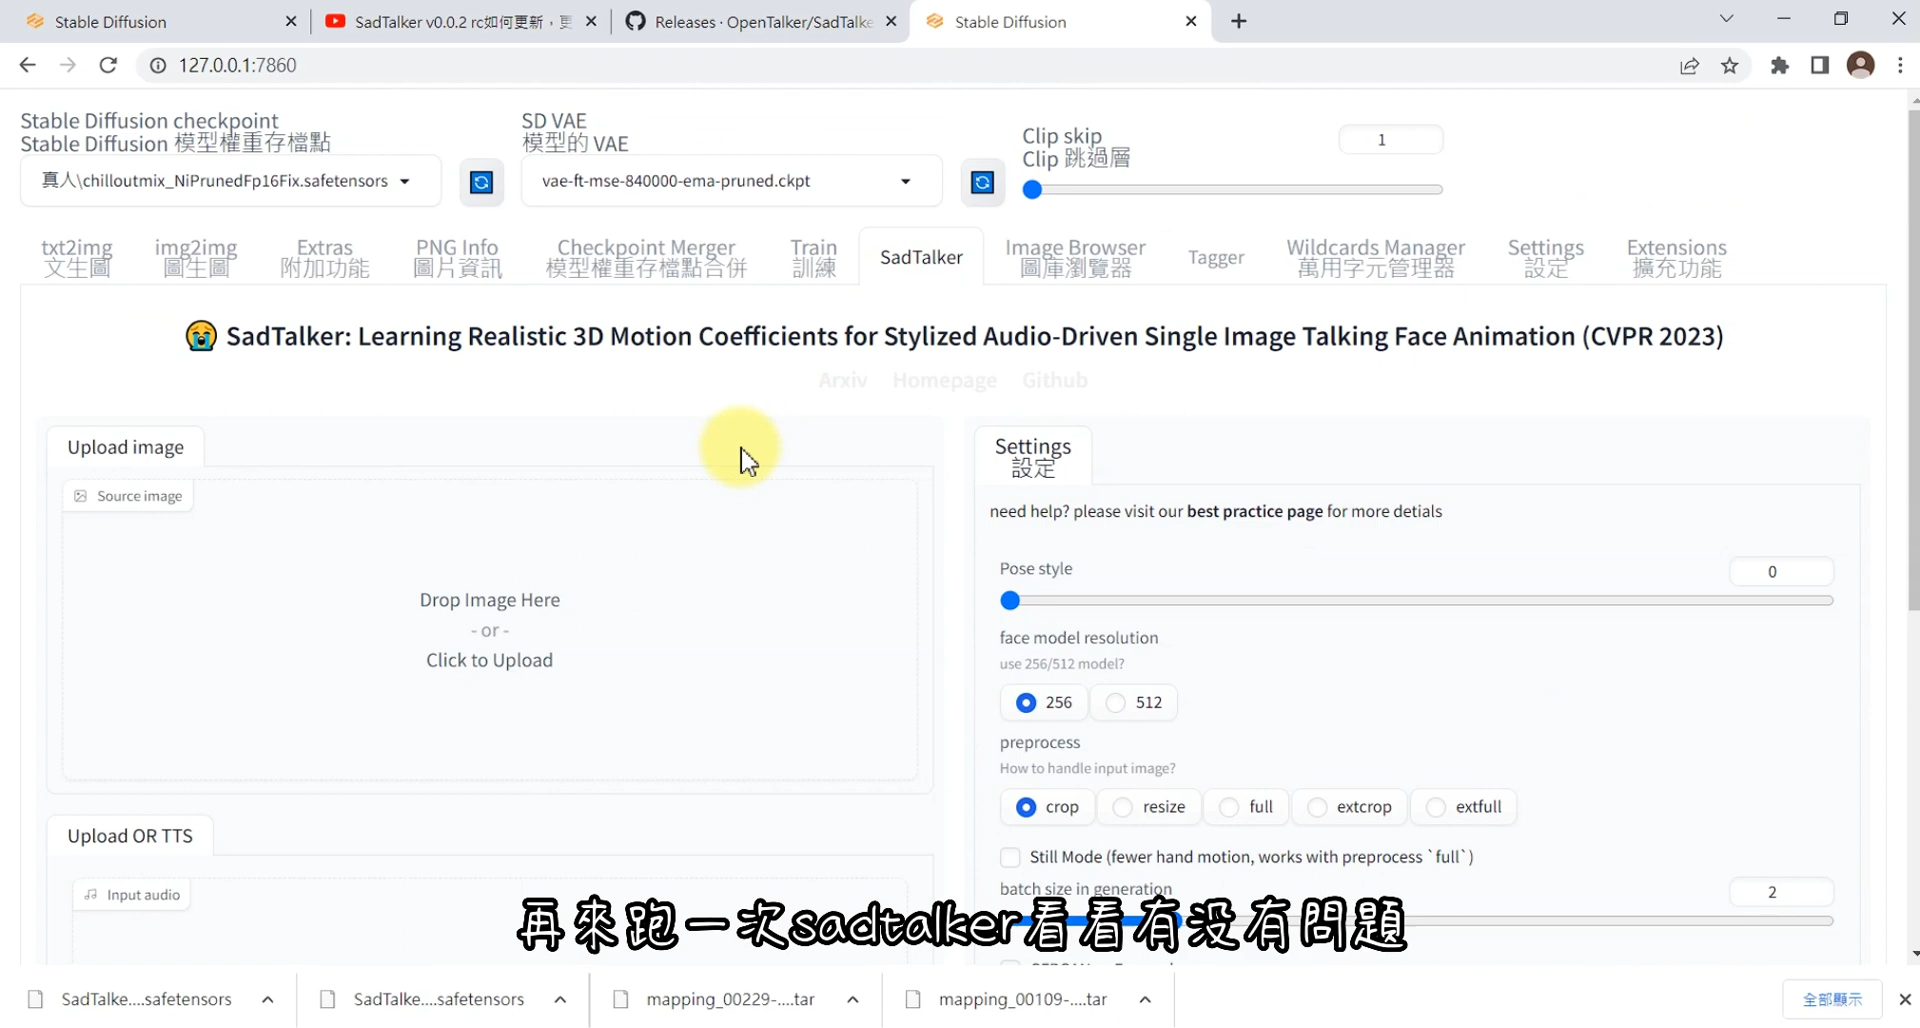 Stable Diffusion
SadTalker v0.0.2 rc如何更新，更
Releases · OpenTalker/SadTalke
Stable Diffusion
127.0.0.1:7860
Stable Diffusion checkpoint
Stable Diffusion 模型權重存檔點
真人\chilloutmix_NiPrunedFp16Fix.safetensors
SD VAE
模型的 VAE
vae-ft-mse-840000-ema-pruned.ckpt
Clip skip
Clip 跳過層
1
txt2img
文生圖
img2img
圖生圖
Extras
附加功能
PNG Info
圖片資訊
Checkpoint Merger
模型權重存檔點合併
Train
訓練
SadTalker
Image Browser
圖庫瀏覽器
Tagger
Wildcards Manager
萬用字元管理器
Settings
設定
Extensions
擴充功能
SadTalker: Learning Realistic 3D Motion Coefficients for Stylized Audio-Driven Single Image Talking Face Animation (CVPR 2023)
Arxiv Homepage Github
Upload image
Source image
Drop Image Here
- or -
Click to Upload
Upload OR TTS
Input audio
Settings
設定
need help? please visit our best practice page for more detials
Pose style
0
face model resolution
use 256/512 model?
256
512
preprocess
How to handle input image?
crop
resize
full
extcrop
extfull
Still Mode (fewer hand motion, works with preprocess `full`)
batch size in generation
2
再來跑一次sadtalker看看有沒有問題
SadTalke....safetensors
SadTalke....safetensors
mapping_00229-....tar
mapping_00109-....tar
全部顯示